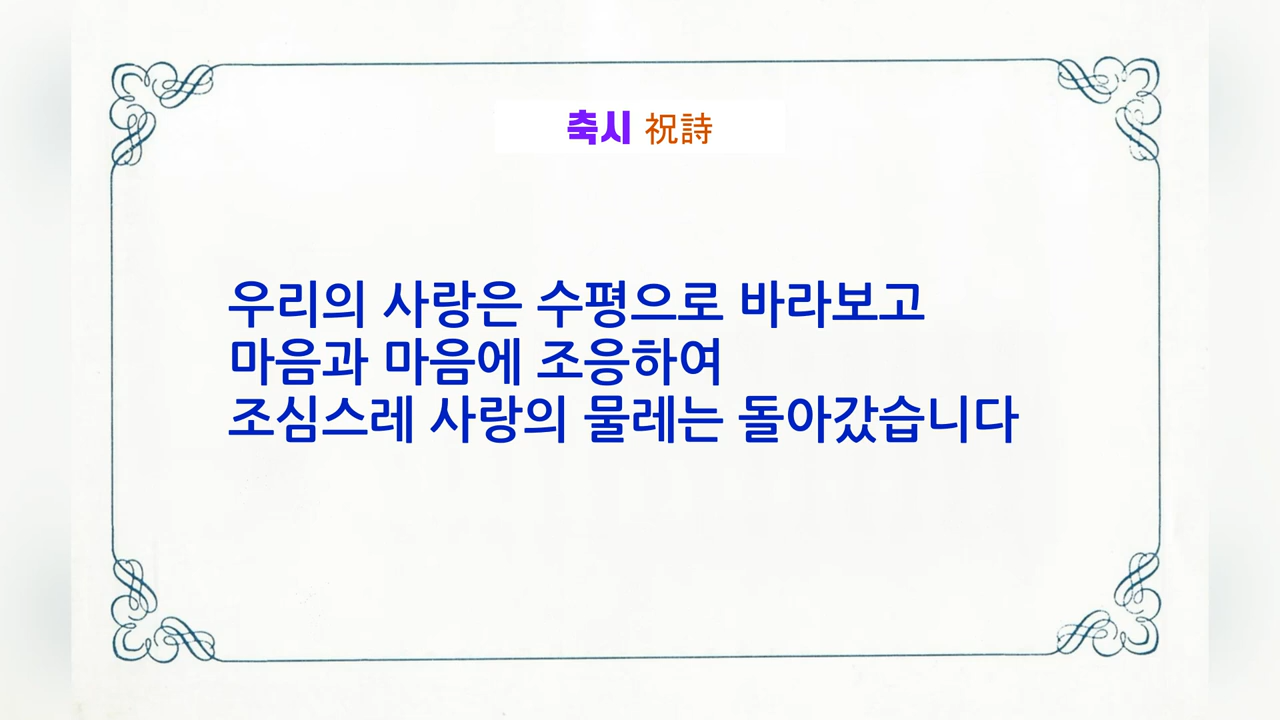 축시 祝詩
우리의 사랑은 수평으로 바라보고
마음과 마음에 조응하여
조심스레 사랑의 물레는 돌아갔습니다